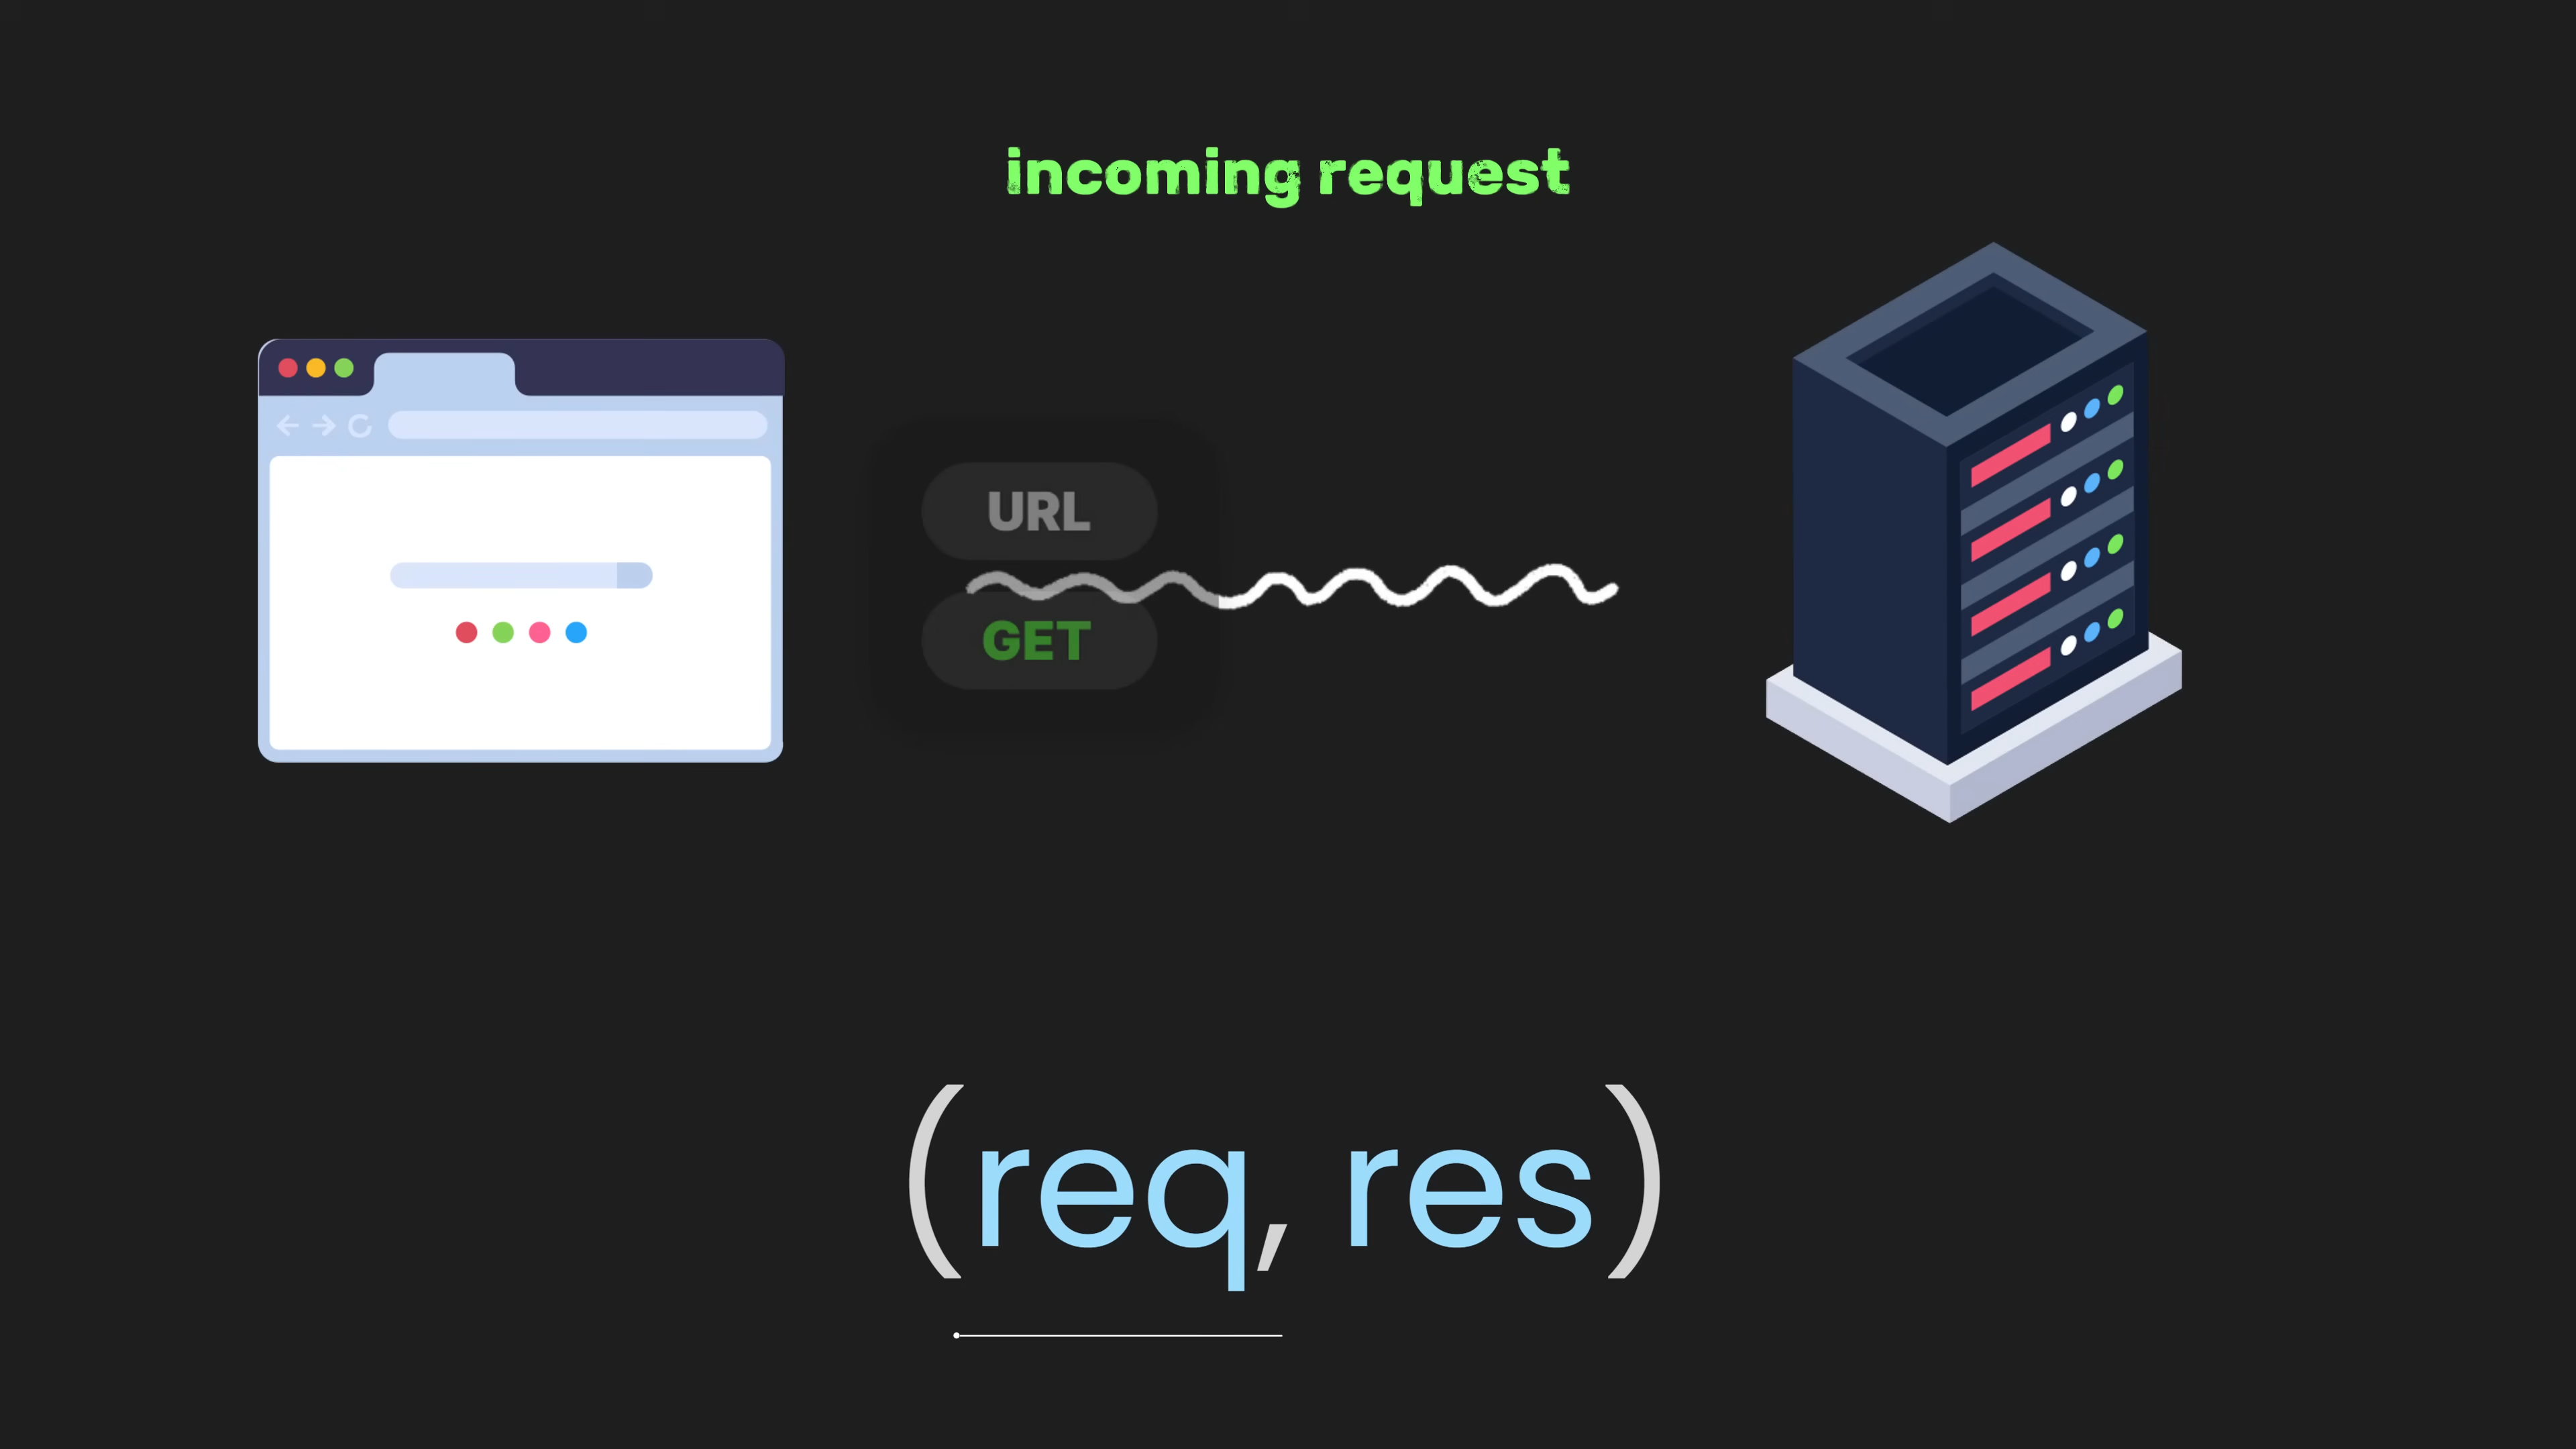 incoming request
URL
GET
(req, res)